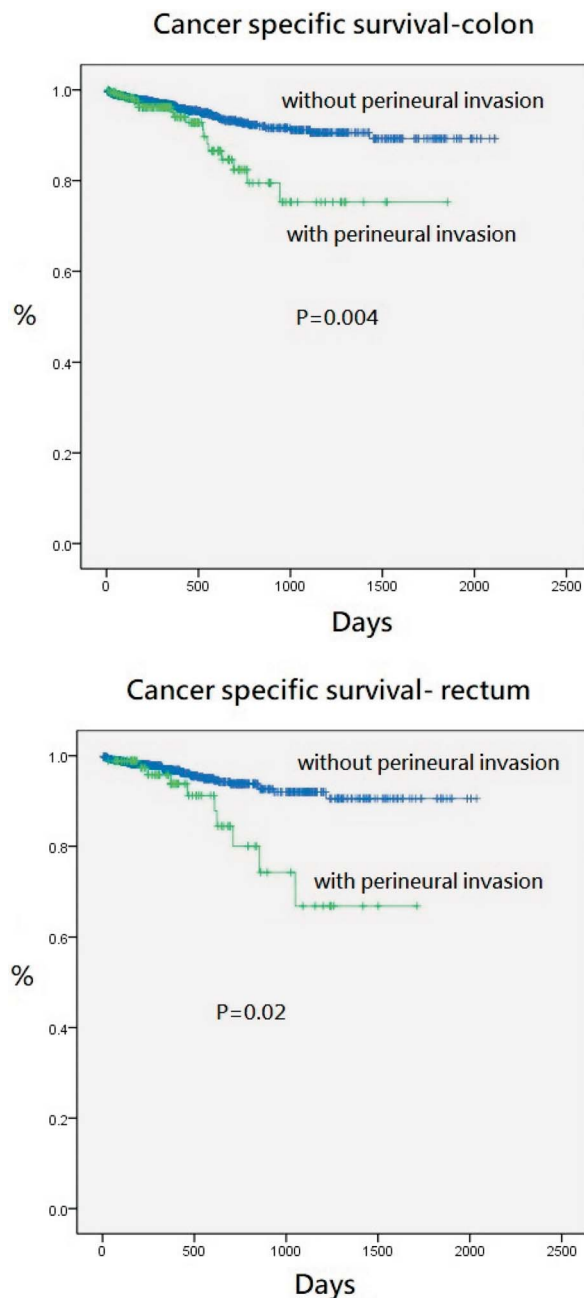 Cancer specific survival-colon
1.0
without perineural invasion
0.8
with perineural invasion
0.6
%
P=0.004
0.4
0.2
0.0
0 500 1000 1500 2000 2500
Days
Cancer specific survival- rectum
1.0
without perineural invasion
0.8
with perineural invasion
0.6
%
P=0.02
0.4
0.2
0.0
0 500 1000 1500 2000 2500
Days